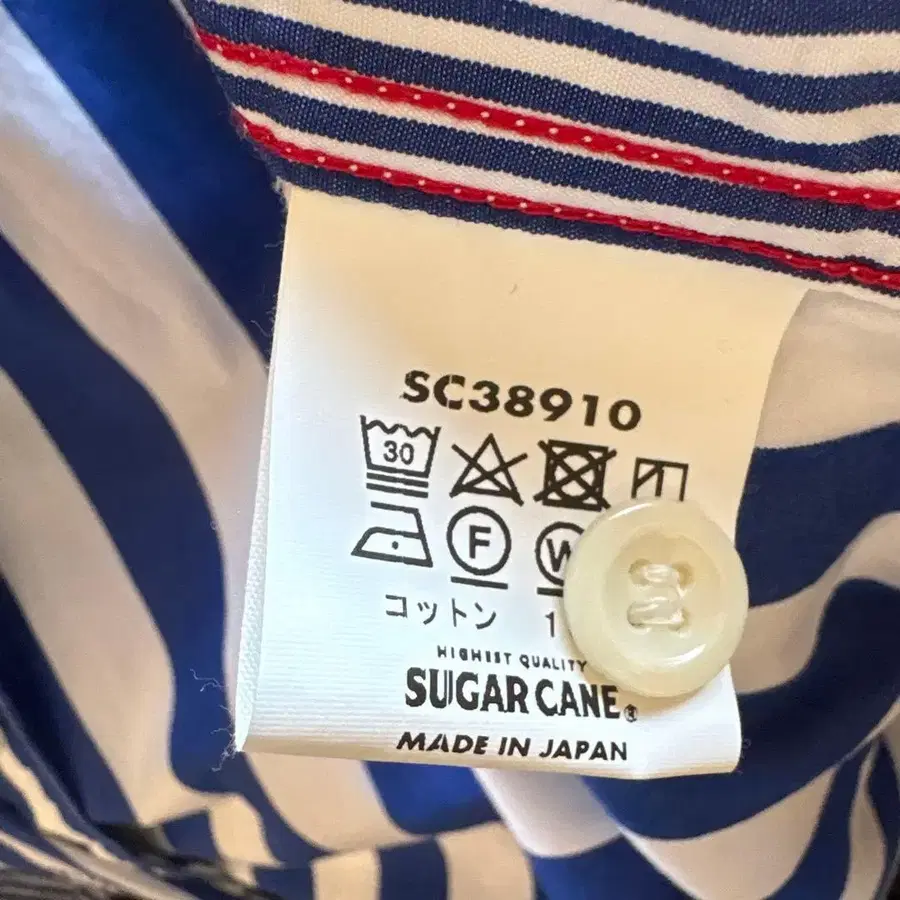 SC38910
30
F
W
コットン 1
HIGHEST QUALITY
SUGAR CANE®
MADE IN JAPAN